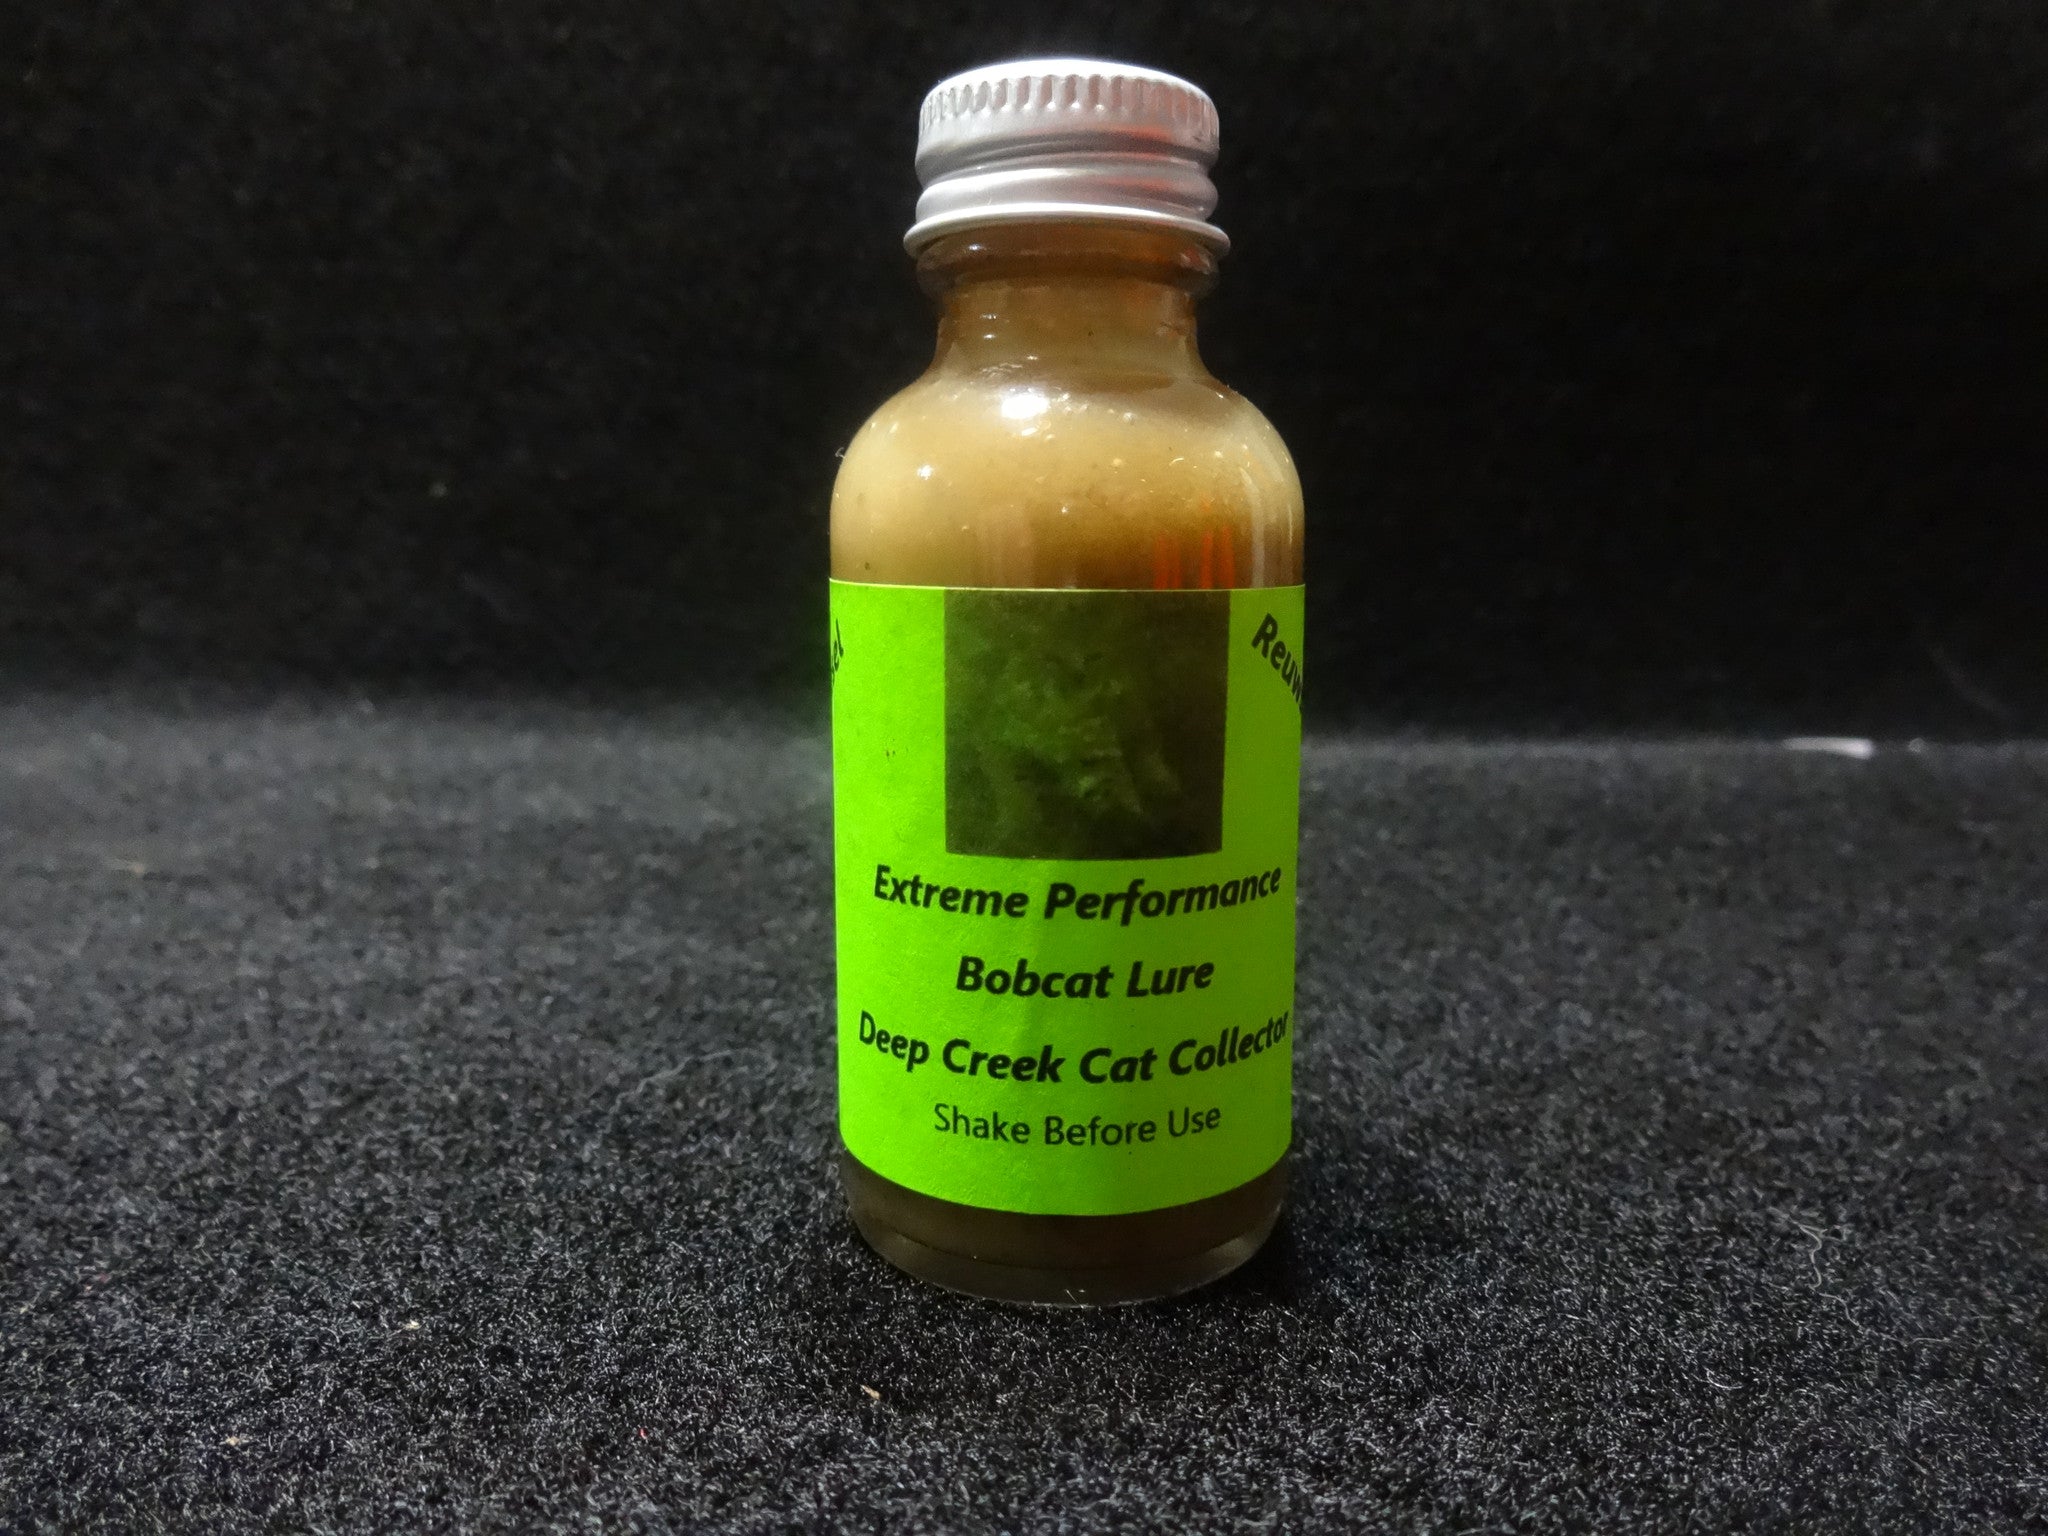 Extreme Performance
Bobcat Lure
Deep Creek Cat Collector
Shake Before Use